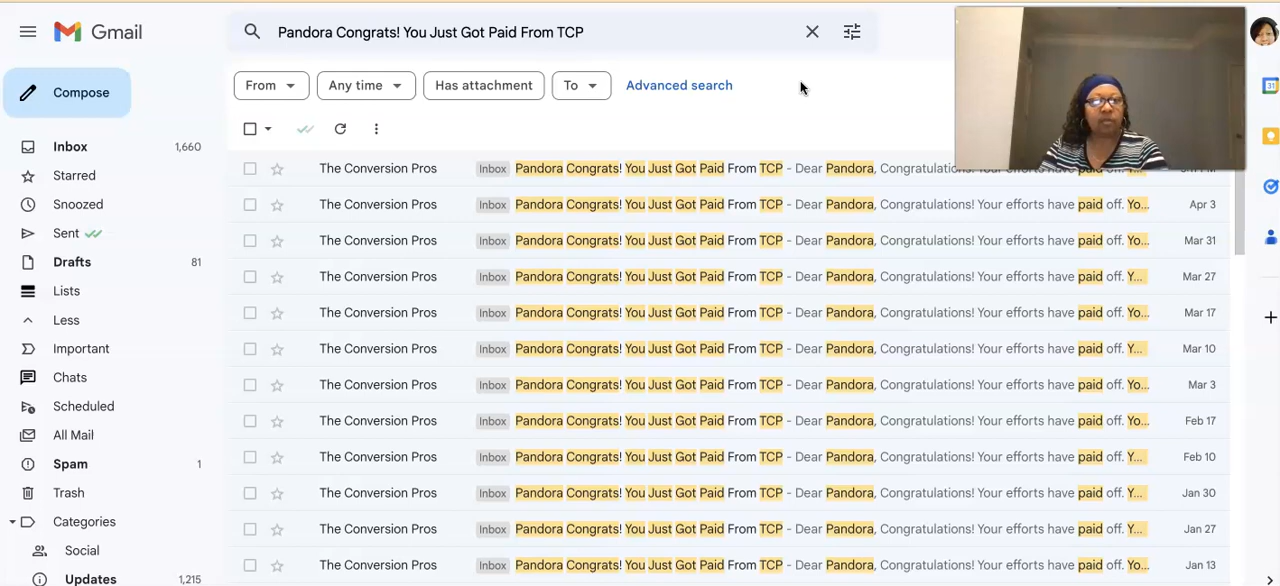 Gmail
Pandora Congrats! You Just Got Paid From TCP
Compose
From
Any time
Has attachment
To
Advanced search
31
Inbox 1,660
Starred
Snoozed
Sent
Drafts 81
Lists
Less
Important
Chats
Scheduled
All Mail
Spam 1
Trash
Categories
Social
Updates 1,215
The Conversion Pros Inbox Pandora Congrats! You Just Got Paid From TCP - Dear Pandora, Congratulations! Your efforts have paid off.
The Conversion Pros Inbox Pandora Congrats! You Just Got Paid From TCP - Dear Pandora, Congratulations! Your efforts have paid off. Yo... Apr 3
The Conversion Pros Inbox Pandora Congrats! You Just Got Paid From TCP - Dear Pandora, Congratulations! Your efforts have paid off. Yo... Mar 31
The Conversion Pros Inbox Pandora Congrats! You Just Got Paid From TCP - Dear Pandora, Congratulations! Your efforts have paid off. Y... Mar 27
The Conversion Pros Inbox Pandora Congrats! You Just Got Paid From TCP - Dear Pandora, Congratulations! Your efforts have paid off. Yo... Mar 17
The Conversion Pros Inbox Pandora Congrats! You Just Got Paid From TCP - Dear Pandora, Congratulations! Your efforts have paid off. Y... Mar 10
The Conversion Pros Inbox Pandora Congrats! You Just Got Paid From TCP - Dear Pandora, Congratulations! Your efforts have paid off. Yo... Mar 3
The Conversion Pros Inbox Pandora Congrats! You Just Got Paid From TCP - Dear Pandora, Congratulations! Your efforts have paid off. Yo... Feb 17
The Conversion Pros Inbox Pandora Congrats! You Just Got Paid From TCP - Dear Pandora, Congratulations! Your efforts have paid off. Y... Feb 10
The Conversion Pros Inbox Pandora Congrats! You Just Got Paid From TCP - Dear Pandora, Congratulations! Your efforts have paid off. Y... Jan 30
The Conversion Pros Inbox Pandora Congrats! You Just Got Paid From TCP - Dear Pandora, Congratulations! Your efforts have paid off. Yo... Jan 27
The Conversion Pros Inbox Pandora Congrats! You Just Got Paid From TCP - Dear Pandora, Congratulations! Your efforts have paid off. Yo... Jan 13